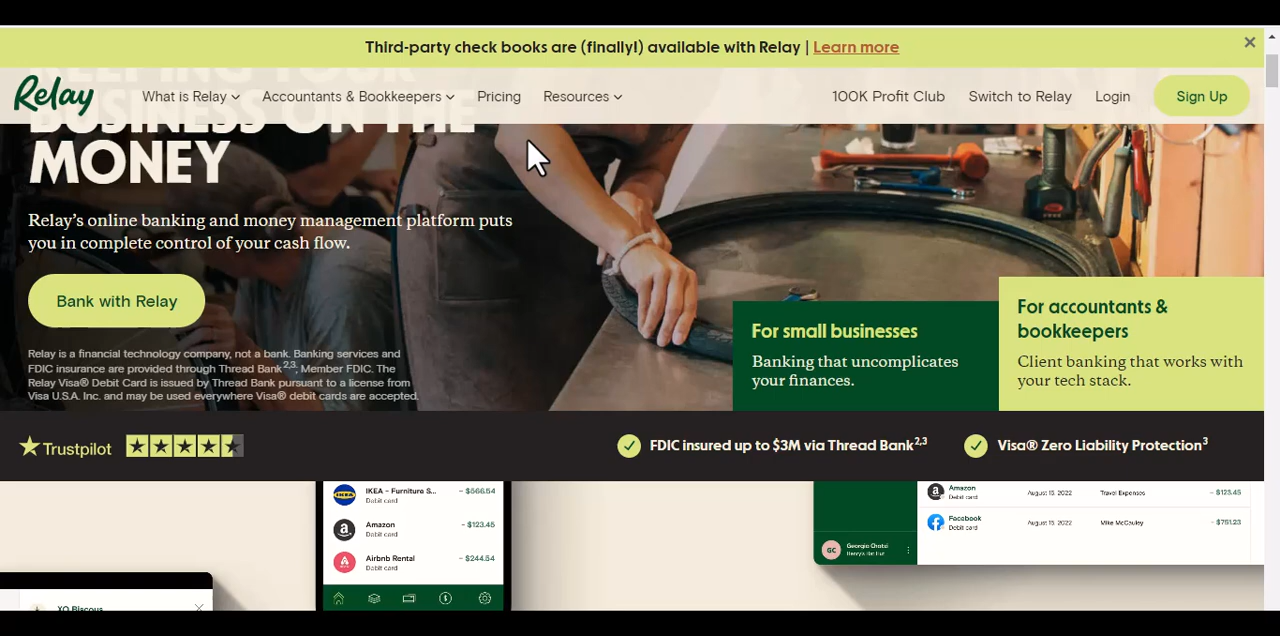 Third-party check books are (finally!) available with Relay | Learn more
Relay
What is Relay
Accountants & Bookkeepers
Pricing
Resources
100K Profit Club
Switch to Relay
Login
Sign Up
KEEPING YOUR
BUSINESS ON THE
MONEY
Relay’s online banking and money management platform puts
you in complete control of your cash flow.
Bank with Relay
Relay is a financial technology company, not a bank. Banking services and
FDIC insurance are provided through Thread Bank2,3, Member FDIC. The
Relay Visa® Debit Card is issued by Thread Bank pursuant to a license from
Visa U.S.A. Inc. and may be used everywhere Visa® debit cards are accepted.
For small businesses
Banking that uncomplicates
your finances.
For accountants &
bookkeepers
Client banking that works with
your tech stack.
Trustpilot
FDIC insured up to $3M via Thread Bank2,3
Visa® Zero Liability Protection3
IKEA - Furniture S... - $566.54
Debit card
Amazon - $123.45
Debit card
Airbnb Rental - $244.54
Debit card
Amazon August 15, 2022 Travel Expenses - $123.45
Debit card
Facebook August 15, 2022 Mike McCauley - $751.23
Debit card
GC
XO Biscous